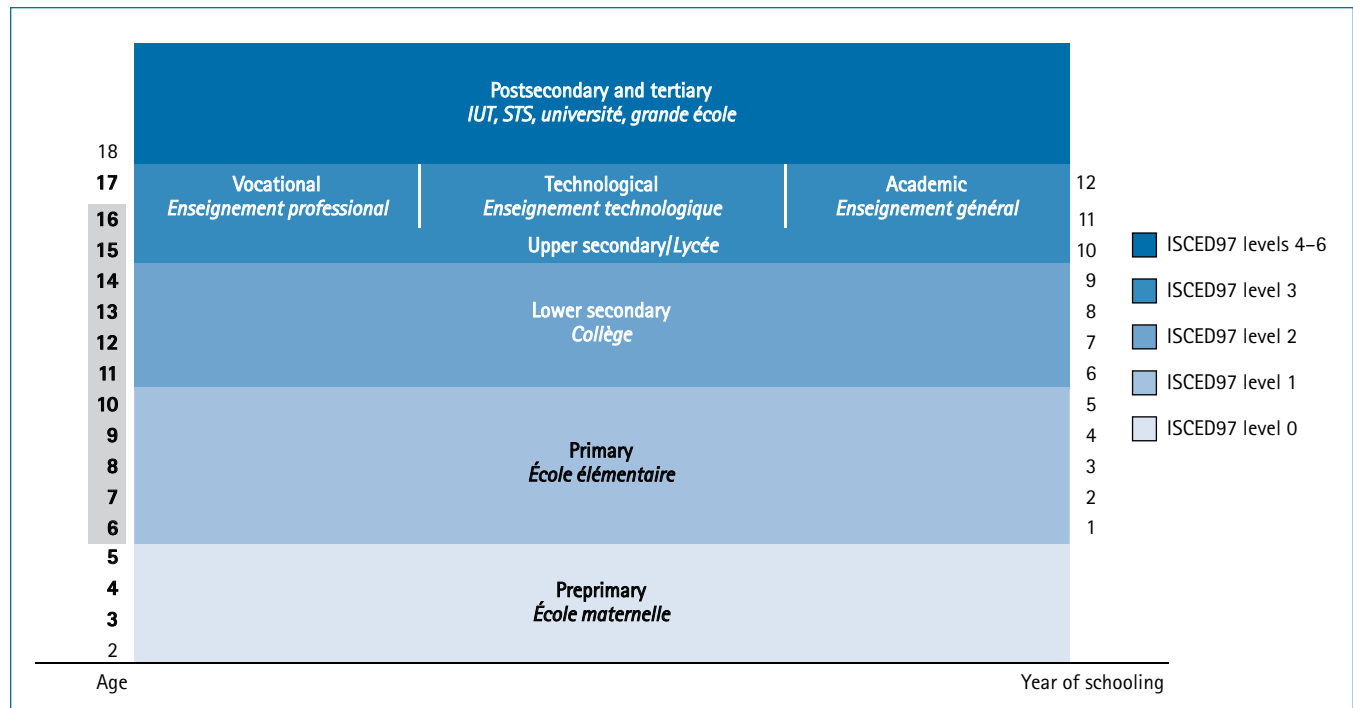 Postsecondary and tertiary
IUT, STS, université, grande école
18
17
16
15
14
13
12
11
10
9
8
7
6
5
4
3
2
Vocational
Enseignement professional
Technological
Enseignement technologique
Academic
Enseignement général
Upper secondary/Lycée
Lower secondary
Collège
Primary
École élémentaire
Preprimary
École maternelle
12
11
10
9
8
7
6
5
4
3
2
1
ISCED97 levels 4–6
ISCED97 level 3
ISCED97 level 2
ISCED97 level 1
ISCED97 level 0
Age
Year of schooling